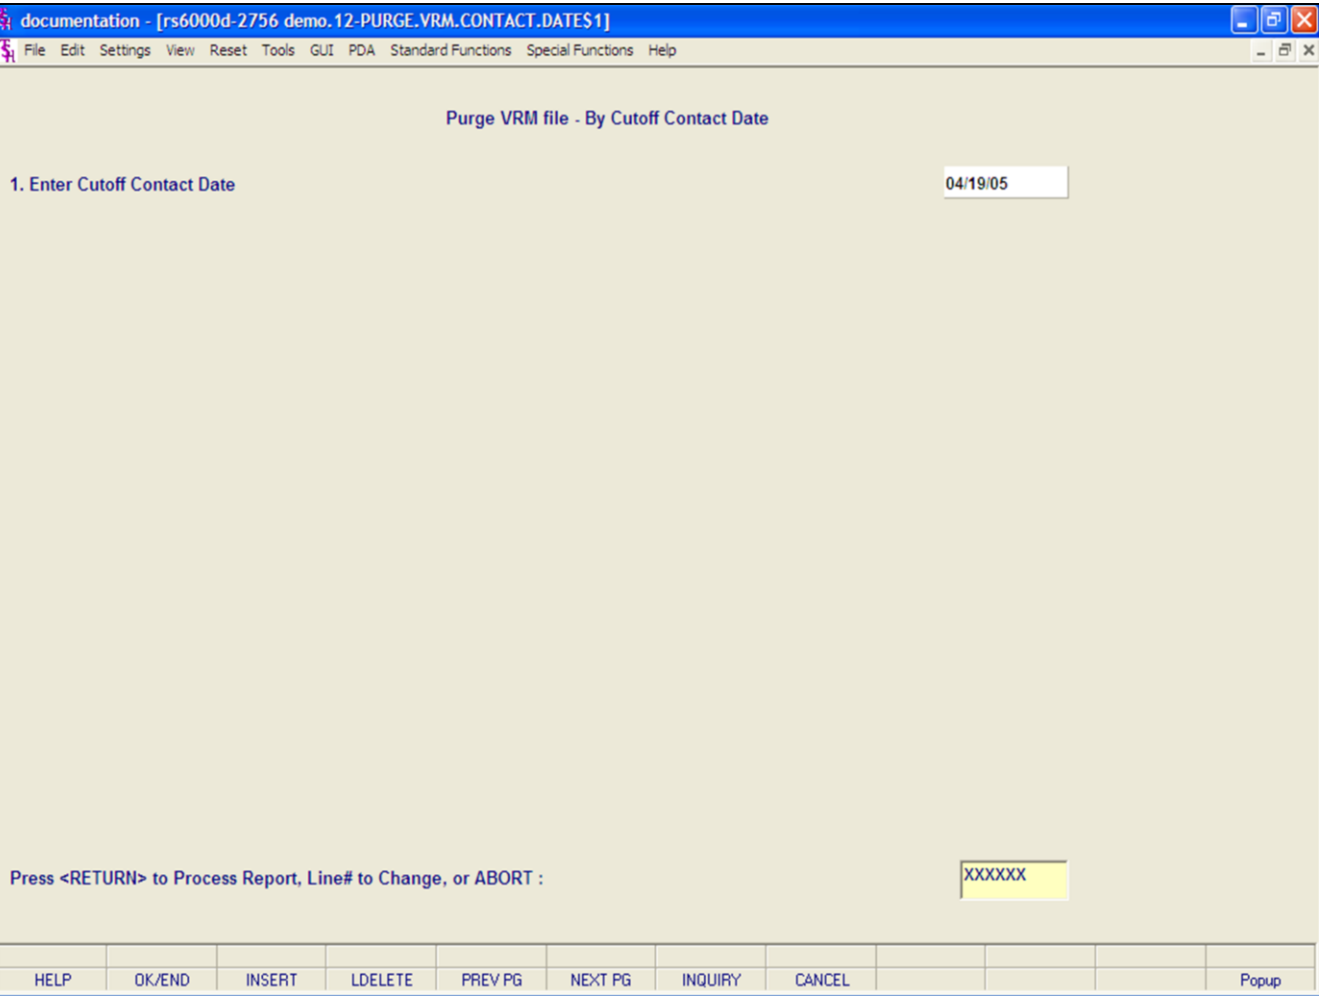 documentation - [rs6000d-2756 demo.12-PURGE.VRM.CONTACT.DATE$1]
File Edit Settings View Reset Tools GUI PDA Standard Functions Special Functions Help
Purge VRM file - By Cutoff Contact Date
1. Enter Cutoff Contact Date 04/19/05
Press <RETURN> to Process Report, Line# to Change, or ABORT : XXXXXX
HELP OK/END INSERT LDELETE PREV PG NEXT PG INQUIRY CANCEL Popup